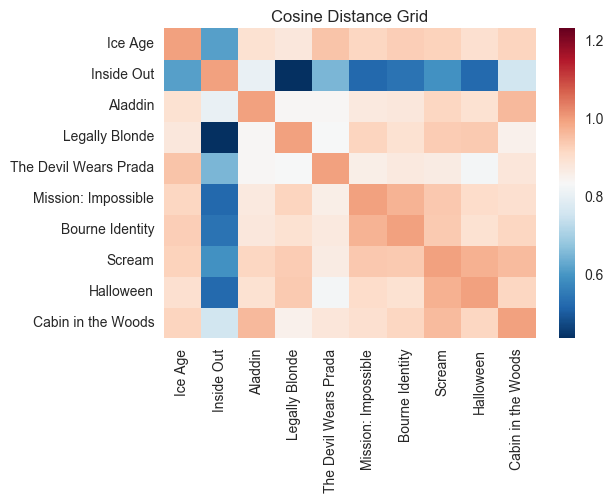 Cosine Distance Grid
Ice Age
Inside Out
Aladdin
Legally Blonde
The Devil Wears Prada
Mission: Impossible
Bourne Identity
Scream
Halloween
Cabin in the Woods
Ice Age
Inside Out
Aladdin
Legally Blonde
The Devil Wears Prada
Mission: Impossible
Bourne Identity
Scream
Halloween
Cabin in the Woods
1.2
1.0
0.8
0.6